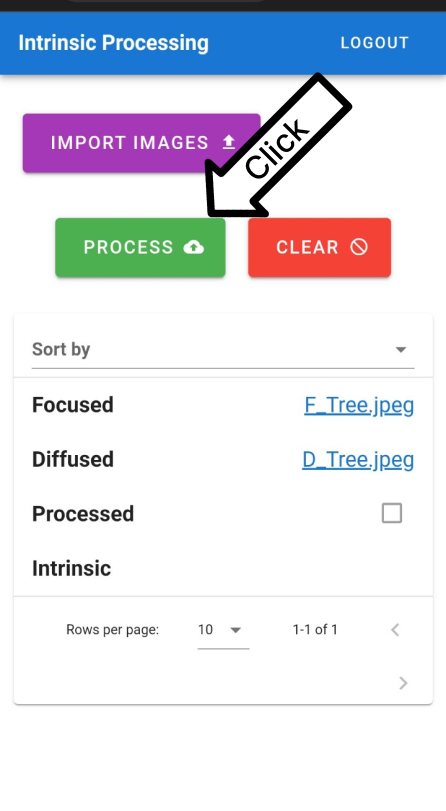 Intrinsic Processing LOGOUT
IMPORT IMAGES
Click
PROCESS CLEAR
Sort by
Focused F_Tree.jpeg
Diffused D_Tree.jpeg
Processed
Intrinsic
Rows per page: 10 1-1 of 1